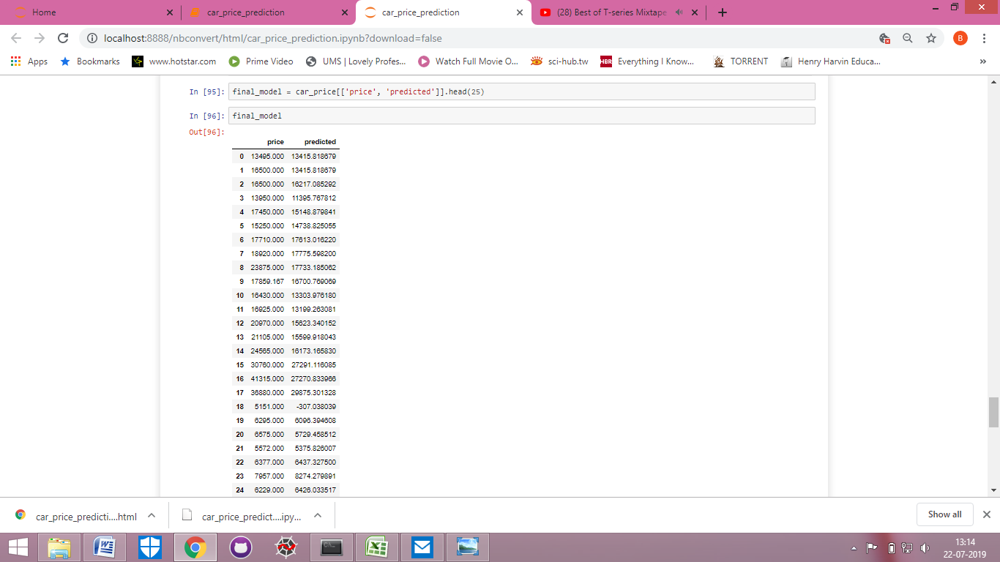 Home
car_price_prediction
car_price_prediction
(28) Best of T-series Mixtape
localhost:8888/nbconvert/html/car_price_prediction.ipynb?download=false
B
Apps Bookmarks www.hotstar.com Prime Video UMS | Lovely Profes... Watch Full Movie O... sci-hub.tw HBR Everything I Know... TORRENT Henry Harvin Educa... »
In [95]: final_model = car_price[['price', 'predicted']].head(25)
In [96]: final_model
Out[96]:
price predicted
0 13495.000 13415.818679
1 16500.000 13415.818679
2 16500.000 16217.085292
3 13950.000 11395.767812
4 17450.000 15148.879841
5 15250.000 14738.825055
6 17710.000 17613.016220
7 18920.000 17775.598200
8 23875.000 17733.185062
9 17859.167 16700.769069
10 16430.000 13303.976180
11 16925.000 13199.263081
12 20970.000 15623.340152
13 21105.000 15599.918043
14 24565.000 16173.165830
15 30760.000 27291.116085
16 41315.000 27270.833966
17 36880.000 29875.301328
18 5151.000 -307.038039
19 6295.000 6096.394608
20 6575.000 5729.458512
21 5572.000 5375.826007
22 6377.000 6437.327500
23 7957.000 8274.279891
24 6229.000 6426.033517
car_price_predicti....html
car_price_predict....ipy...
Show all
13:14
22-07-2019